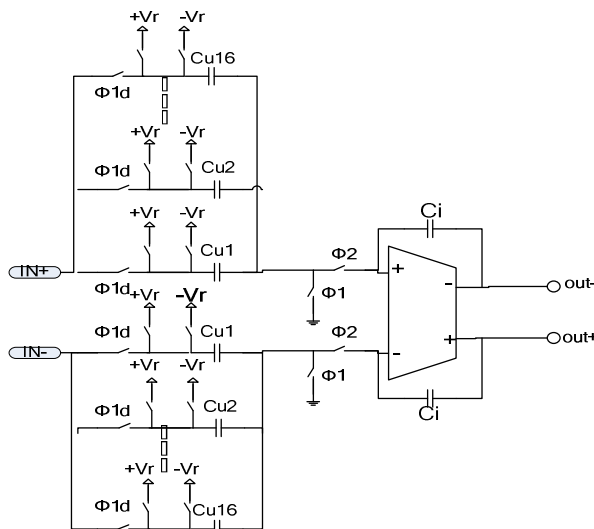 +Vr -Vr
Cu16
Φ1d
+Vr -Vr
Φ1d Cu2
+Vr -Vr
Cu1
Ci
IN+ Φ2 + -
Φ1d Φ1 out-
+Vr -Vr
Φ1d Cu1 Φ2 + out+
IN- -
+Vr -Vr Φ1
Cu2 Ci
Φ1d
+Vr -Vr
Φ1d Cu16